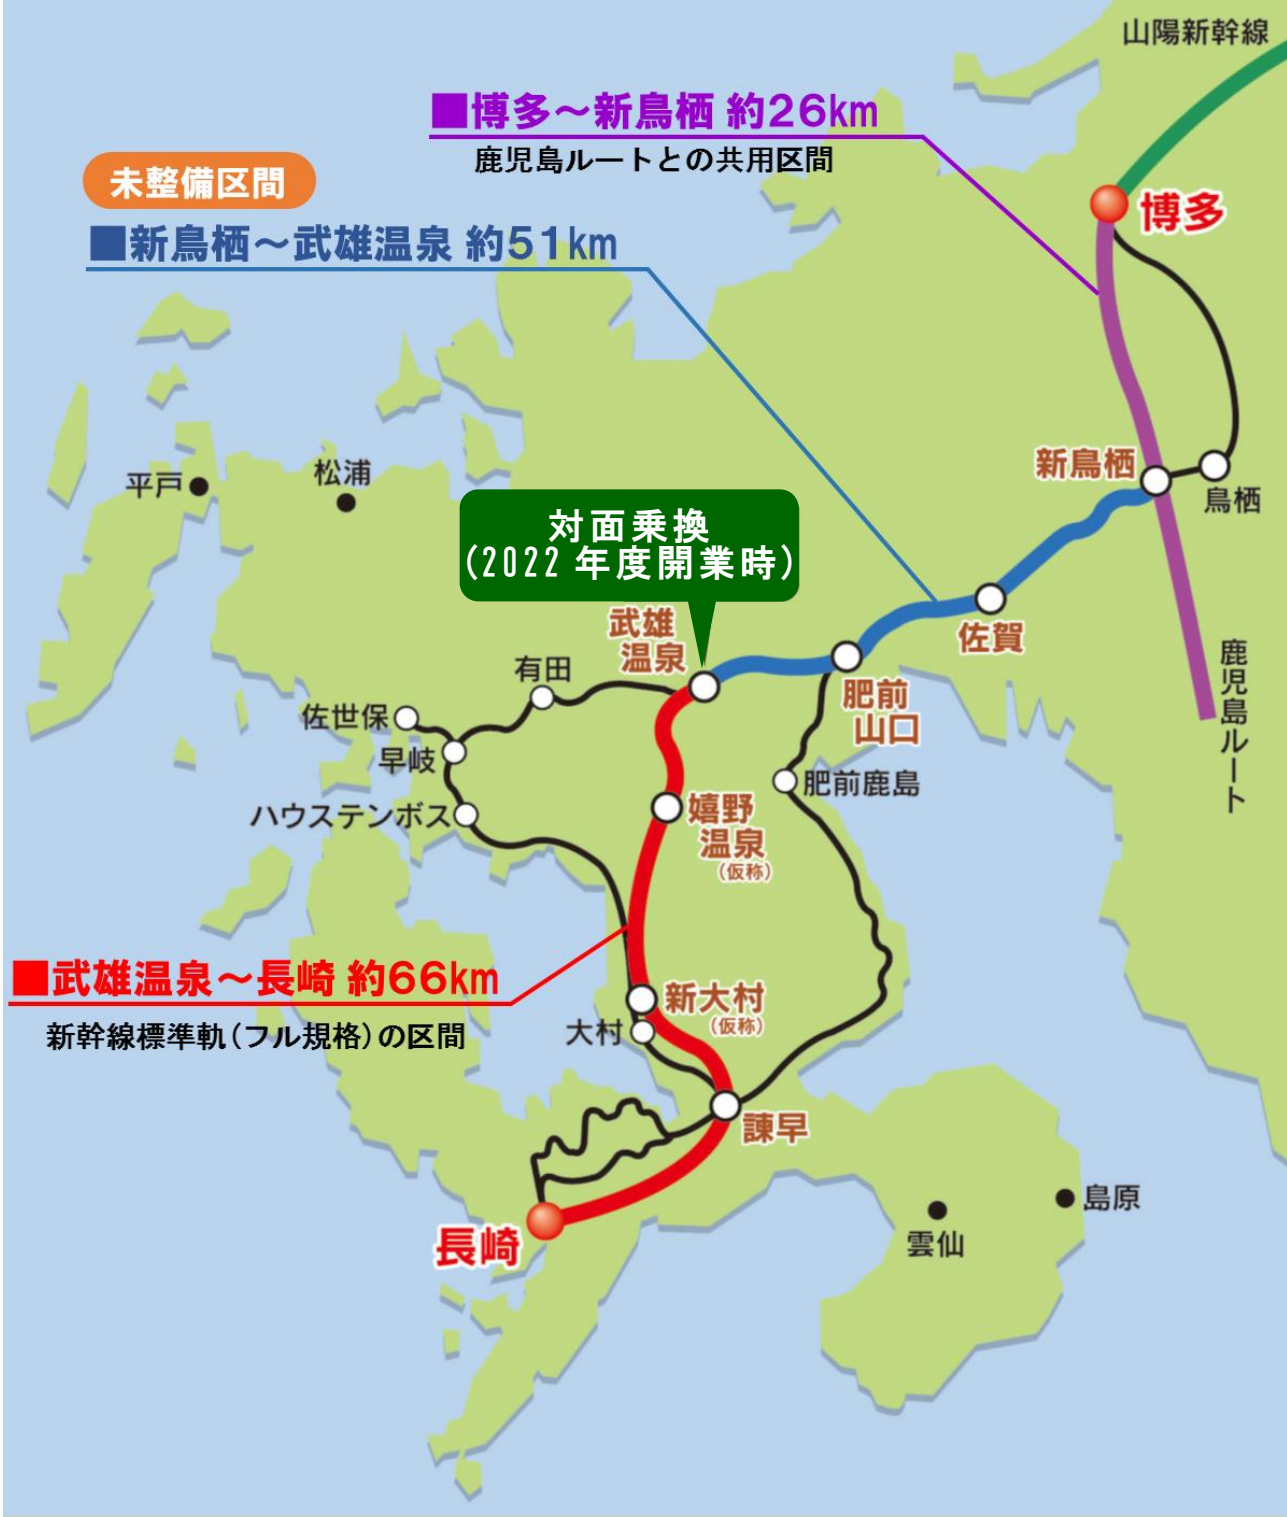 山陽新幹線
■博多～新鳥栖 約26km
鹿児島ルートとの共用区間
未整備区間
■新鳥栖～武雄温泉 約51km
博多
新鳥栖
鳥栖
平戸
松浦
対面乗換
(2022 年度開業時)
武雄
温泉
佐賀
鹿児島ルート
有田
肥前
山口
佐世保
早岐
肥前鹿島
ハウステンボス
嬉野
温泉
(仮称)
■武雄温泉～長崎 約66km
新幹線標準軌(フル規格)の区間
新大村
(仮称)
大村
諫早
島原
雲仙
長崎